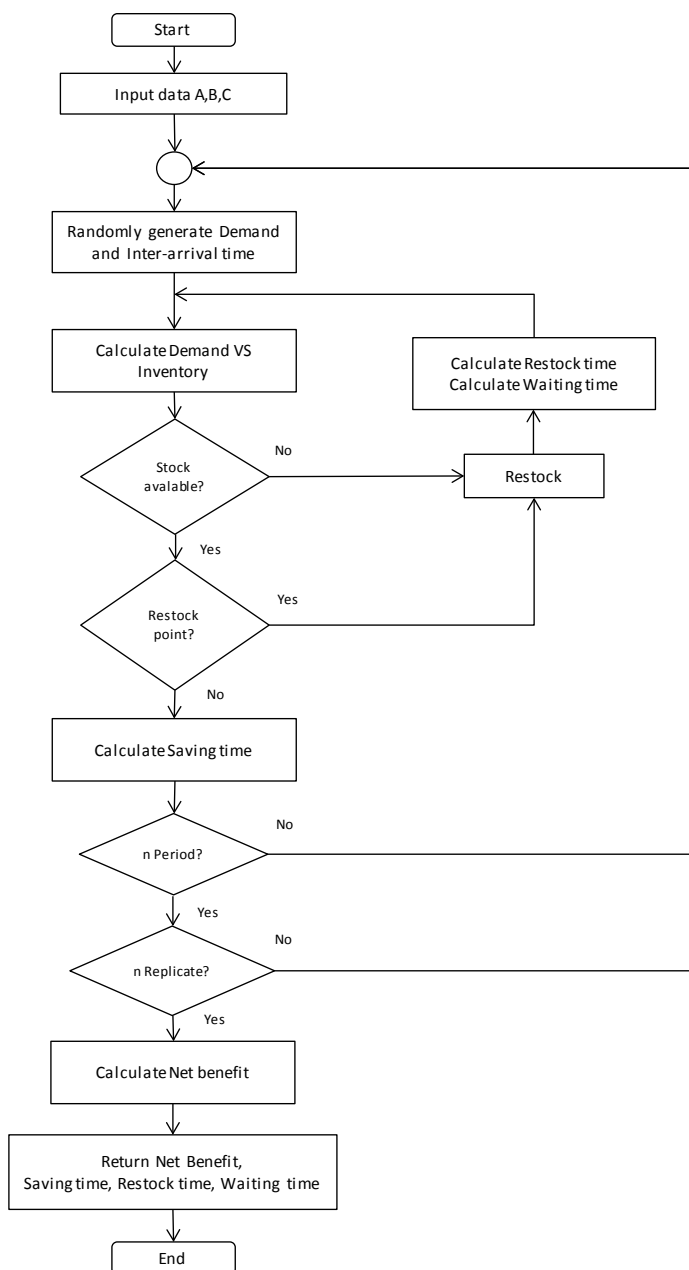 Start
Input data A,B,C
Randomly generate Demand
and Inter-arrival time
Calculate Demand VS
Inventory
Calculate Restock time
Calculate Waiting time
Stock
avalable?
No
Restock
Yes
Restock
point?
Yes
No
Calculate Saving time
n Period?
No
Yes
n Replicate?
No
Yes
Calculate Net benefit
Return Net Benefit,
Saving time, Restock time, Waiting time
End